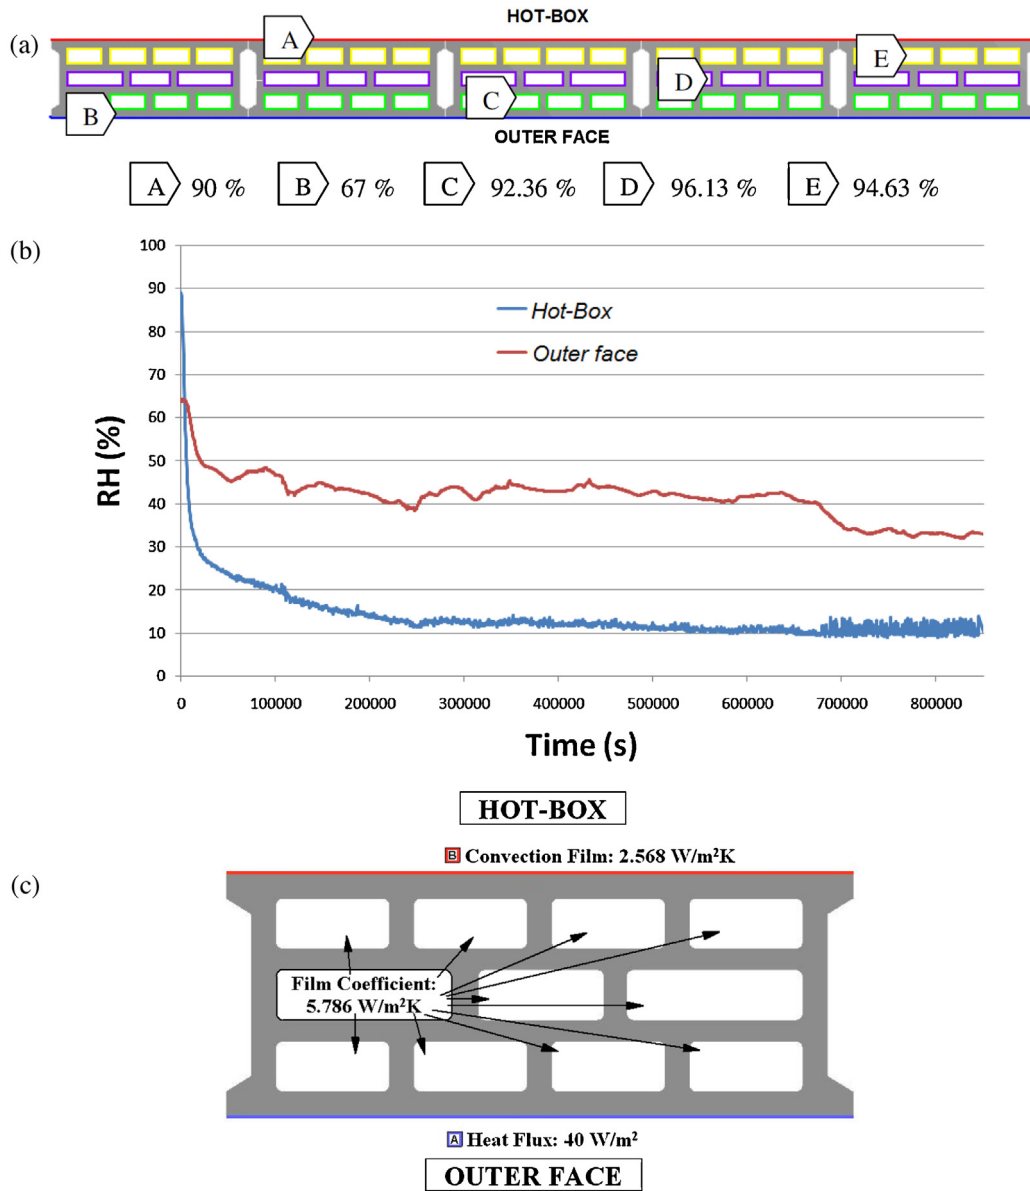 (a)
HOT-BOX
A
E
D
C
B
OUTER FACE
A 90 % B 67 % C 92.36 % D 96.13 % E 94.63 %
(b)
100
90
80
70
60
50
40
30
20
10
0
RH (%)
Hot-Box
Outer face
0 100000 200000 300000 400000 500000 600000 700000 800000
Time (s)
HOT-BOX
B Convection Film: 2.568 W/m²K
(c)
Film Coefficient:
5.786 W/m²K
A Heat Flux: 40 W/m²
OUTER FACE